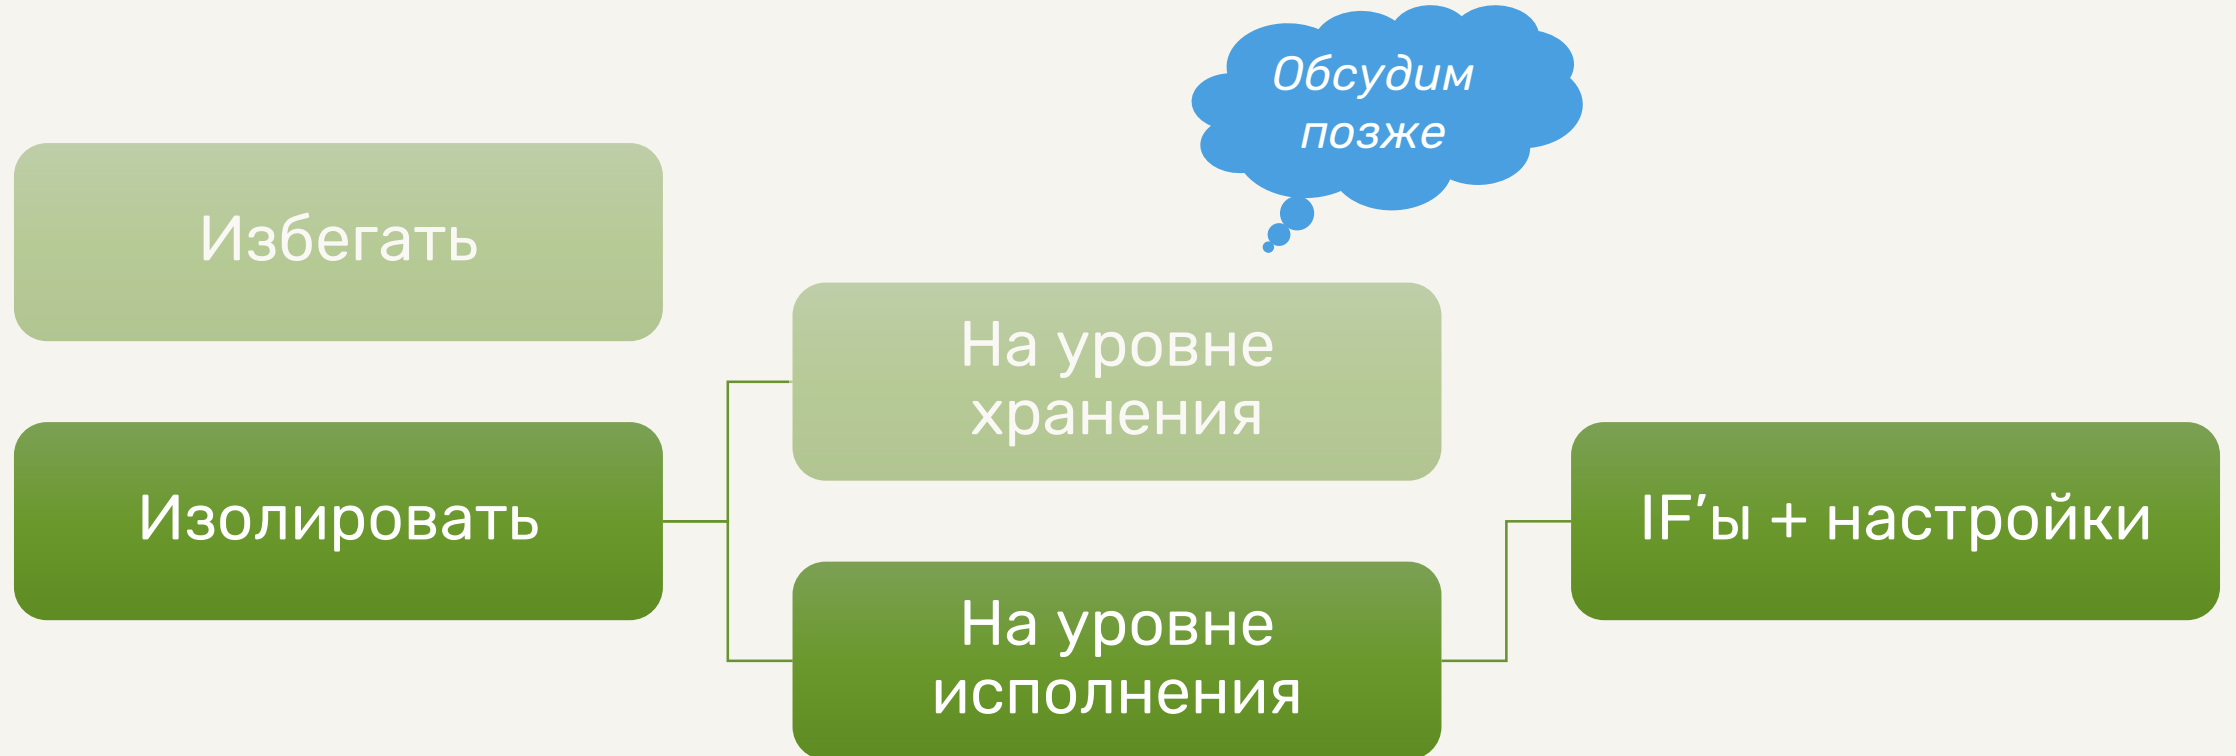 Обсудим
позже
Избегать
На уровне
хранения
Изолировать
IF’ы + настройки
На уровне
исполнения